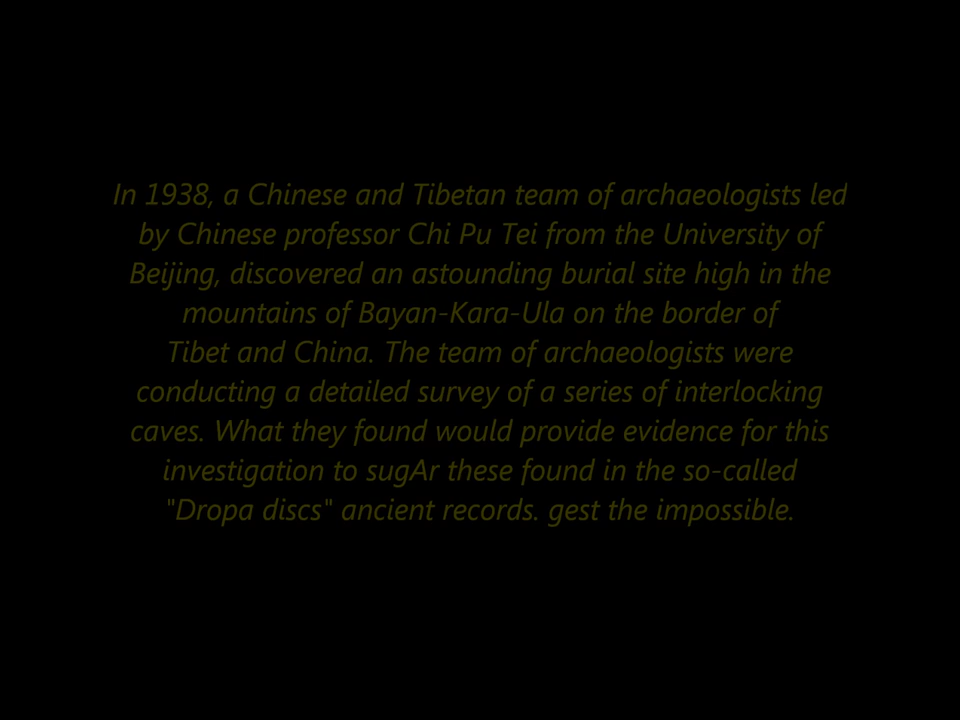 In 1938, a Chinese and Tibetan team of archaeologists led
by Chinese professor Chi Pu Tei from the University of
Beijing, discovered an astounding burial site high in the
mountains of Bayan-Kara-Ula on the border of
Tibet and China. The team of archaeologists were
conducting a detailed survey of a series of interlocking
caves. What they found would provide evidence for this
investigation to sugAr these found in the so-called
"Dropa discs" ancient records. gest the impossible.